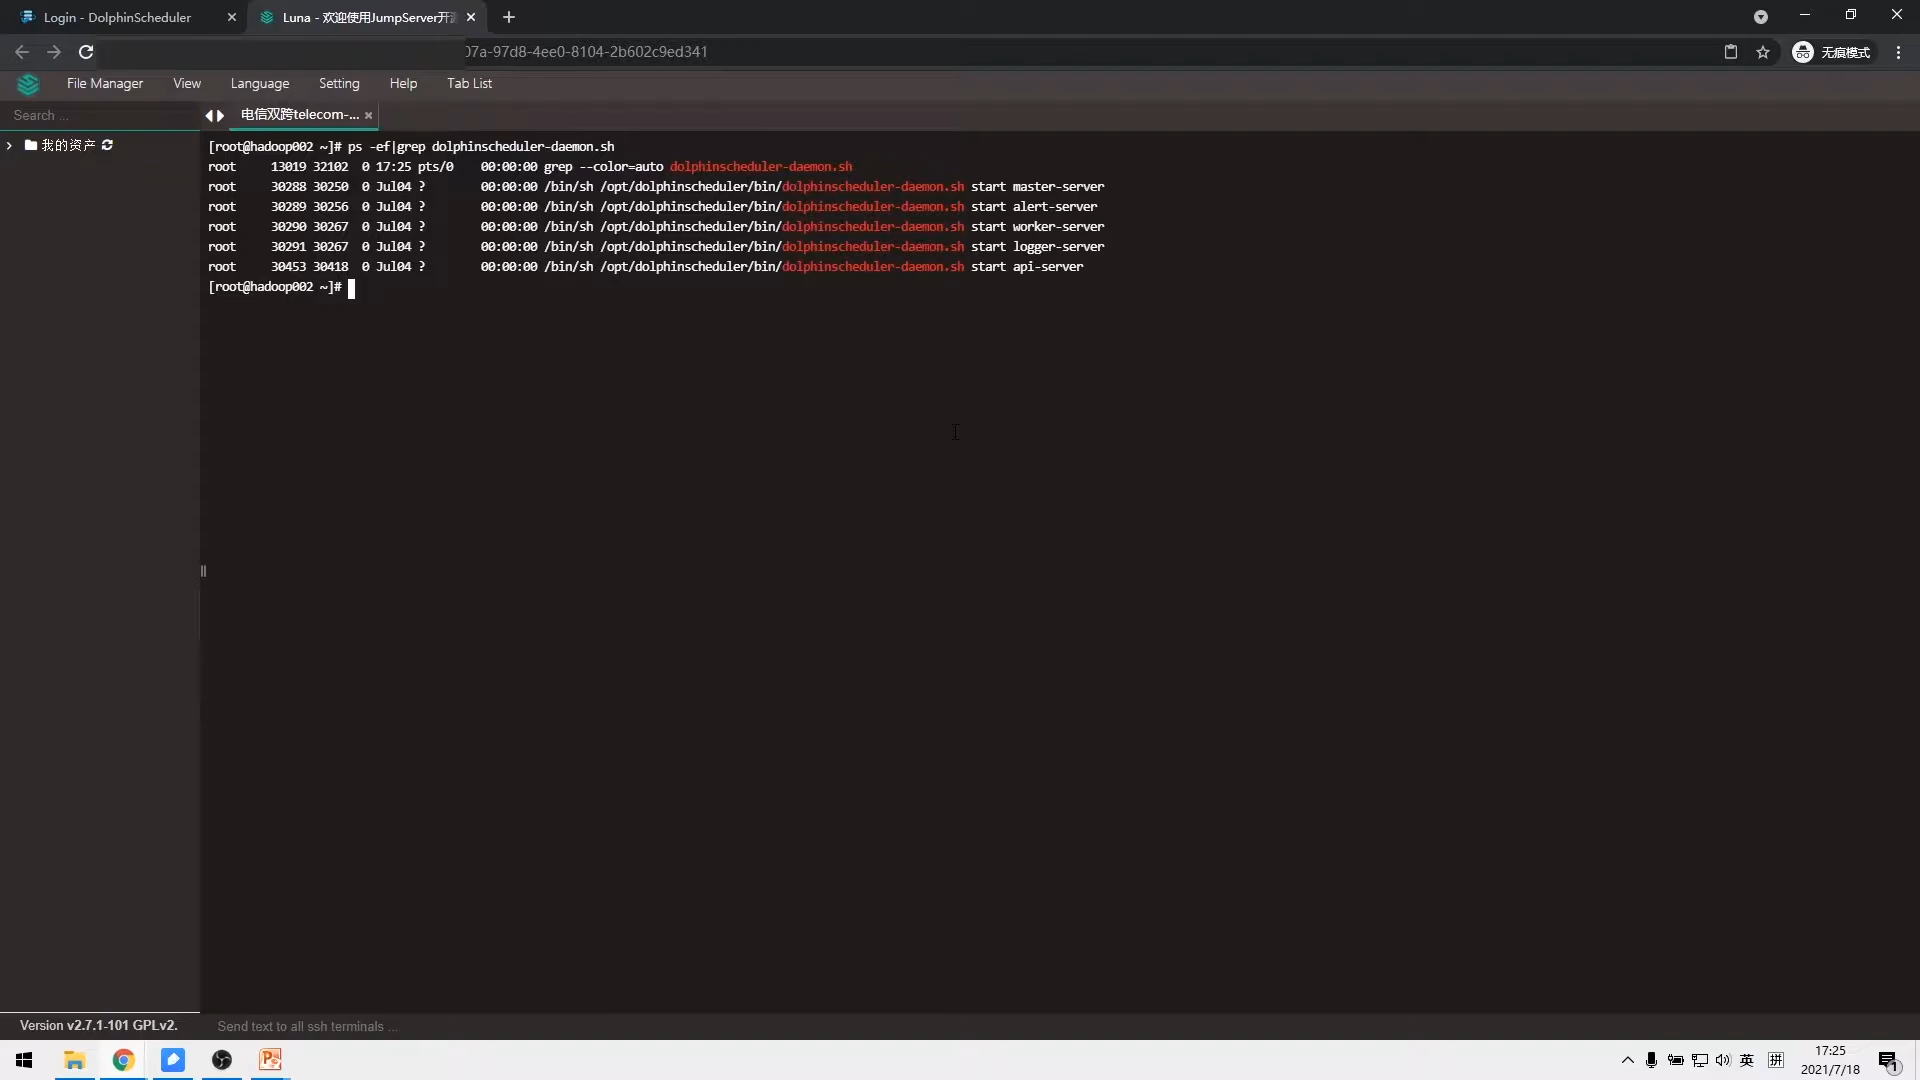 Login - DolphinScheduler
Luna - 欢迎使用JumpServer开源
07a-97d8-4ee0-8104-2b602c9ed341
无痕模式
File Manager View Language Setting Help Tab List
Search ...
电信双跨telecom-...
我的资产
[root@hadoop002 ~]# ps -ef|grep dolphinscheduler-daemon.sh
root 13019 32102 0 17:25 pts/0 00:00:00 grep --color=auto dolphinscheduler-daemon.sh
root 30288 30250 0 Jul04 ? 00:00:00 /bin/sh /opt/dolphinscheduler/bin/dolphinscheduler-daemon.sh start master-server
root 30289 30256 0 Jul04 ? 00:00:00 /bin/sh /opt/dolphinscheduler/bin/dolphinscheduler-daemon.sh start alert-server
root 30290 30267 0 Jul04 ? 00:00:00 /bin/sh /opt/dolphinscheduler/bin/dolphinscheduler-daemon.sh start worker-server
root 30291 30267 0 Jul04 ? 00:00:00 /bin/sh /opt/dolphinscheduler/bin/dolphinscheduler-daemon.sh start logger-server
root 30453 30418 0 Jul04 ? 00:00:00 /bin/sh /opt/dolphinscheduler/bin/dolphinscheduler-daemon.sh start api-server
[root@hadoop002 ~]#
Version v2.7.1-101 GPLv2.
Send text to all ssh terminals ...
英 拼
17:25
2021/7/18
1